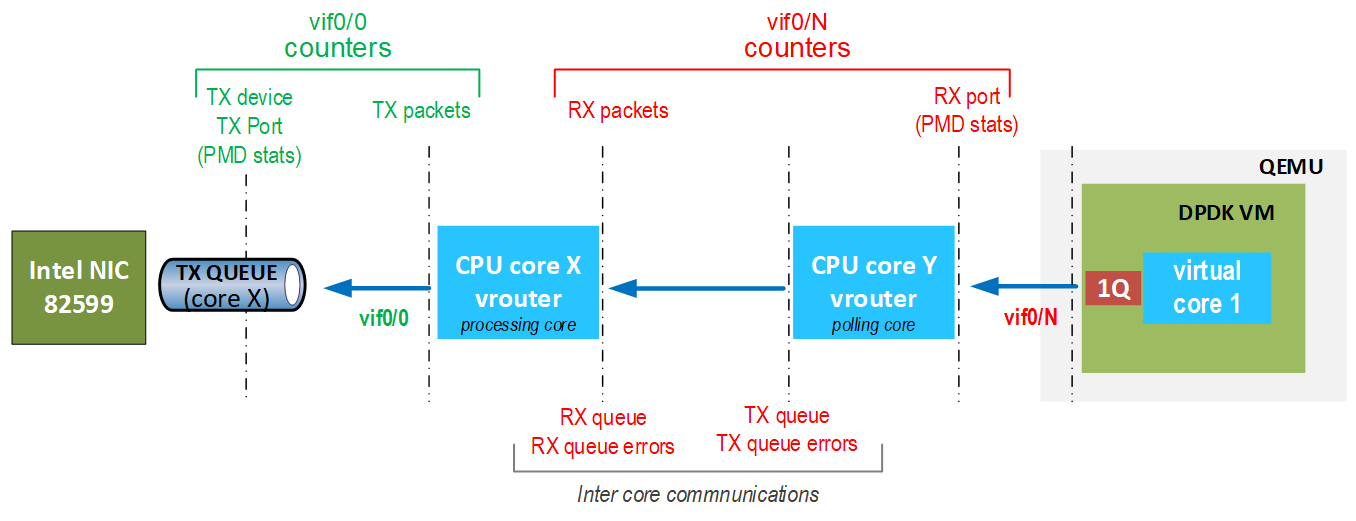 vif0/0
counters
vif0/N
counters
TX device
TX Port
(PMD stats)
TX packets
RX packets
RX port
(PMD stats)
QEMU
DPDK VM
Intel NIC
82599
TX QUEUE
(core X)
vif0/0
CPU core X
vrouter
processing core
CPU core Y
vrouter
polling core
vif0/N
1Q
virtual
core 1
RX queue
RX queue errors
TX queue
TX queue errors
Inter core commnunications